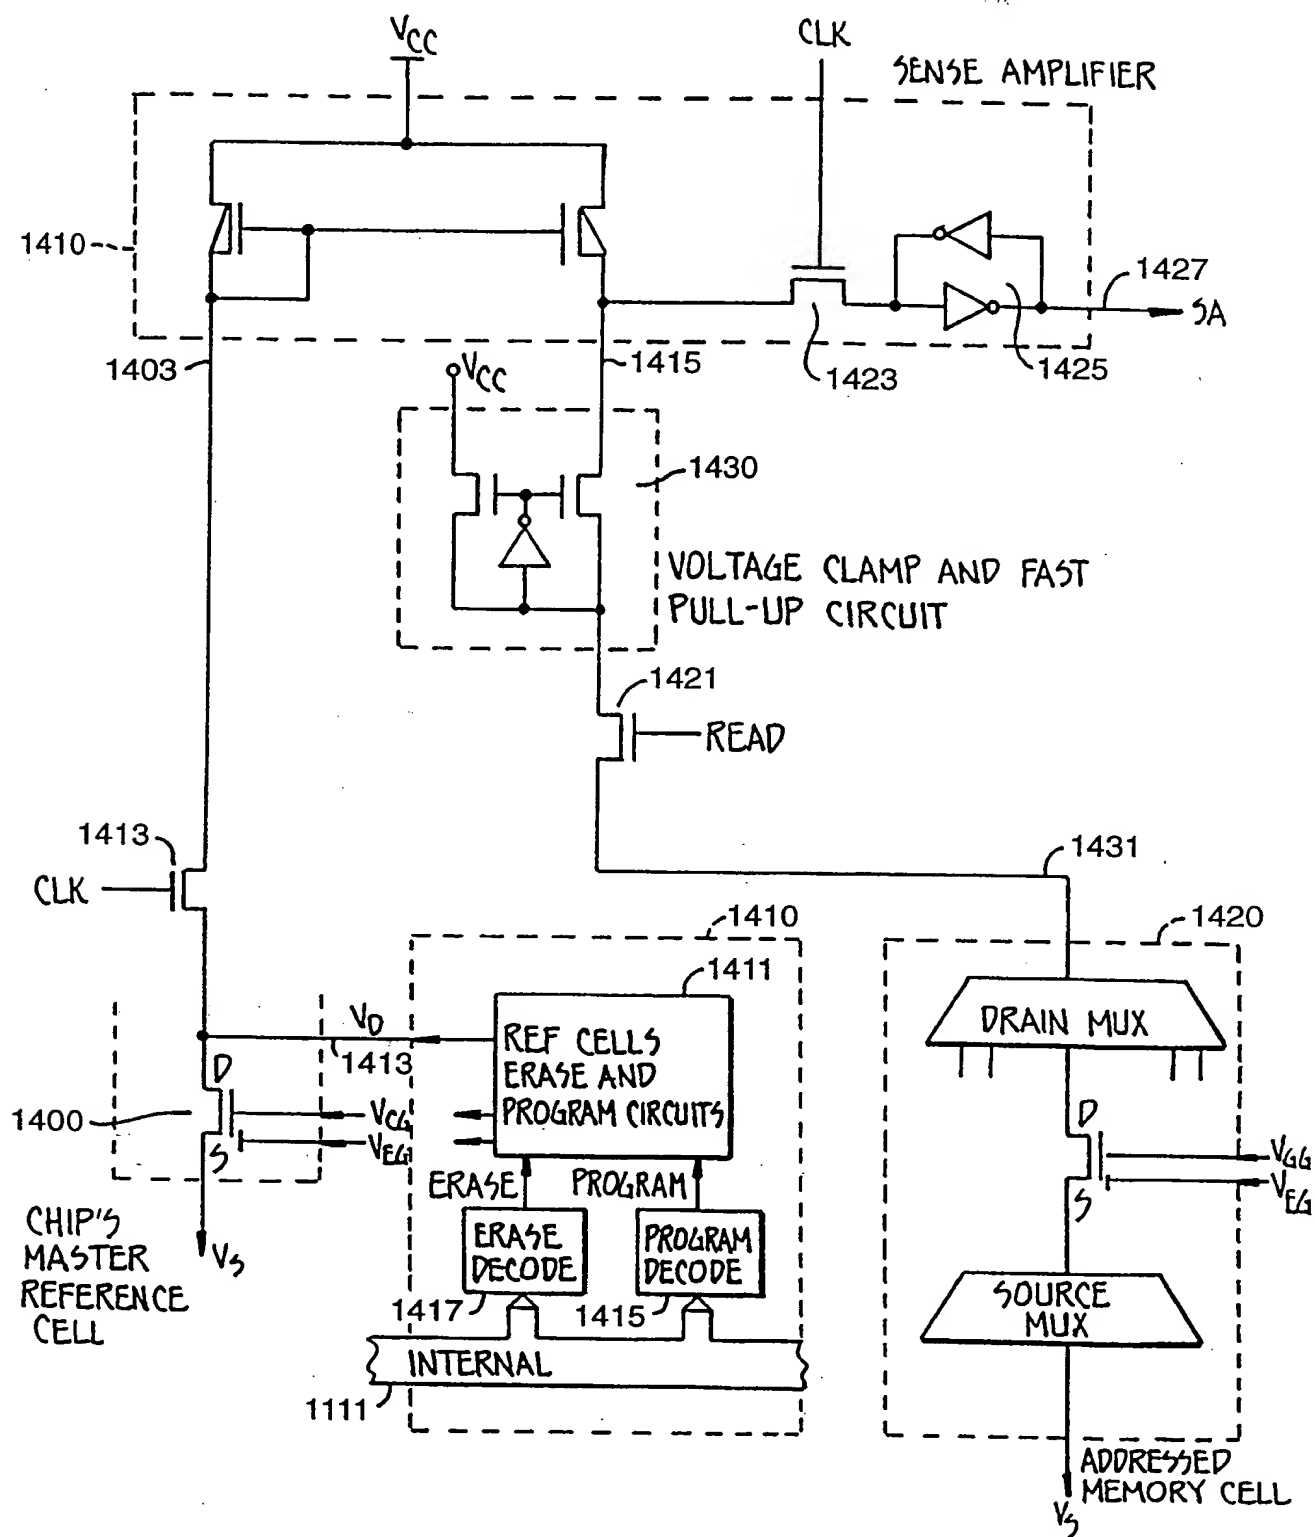 VCC
CLK
SENSE AMPLIFIER
1410
1427
SA
1403
VCC
1415
1423
1425
1430
VOLTAGE CLAMP AND FAST
PULL-UP CIRCUIT
1421
READ
1413
CLK
1431
1410
1420
1411
VD
1413
REF CELLS
ERASE AND
PROGRAM CIRCUITS
DRAIN MUX
D
1400
VCG
VEG
S
D
VGG
VEG
S
ERASE
PROGRAM
CHIP'S
MASTER
REFERENCE
CELL
VS
ERASE
DECODE
PROGRAM
DECODE
1417
1415
SOURCE
MUX
INTERNAL
1111
ADDRESSED
MEMORY CELL
VS